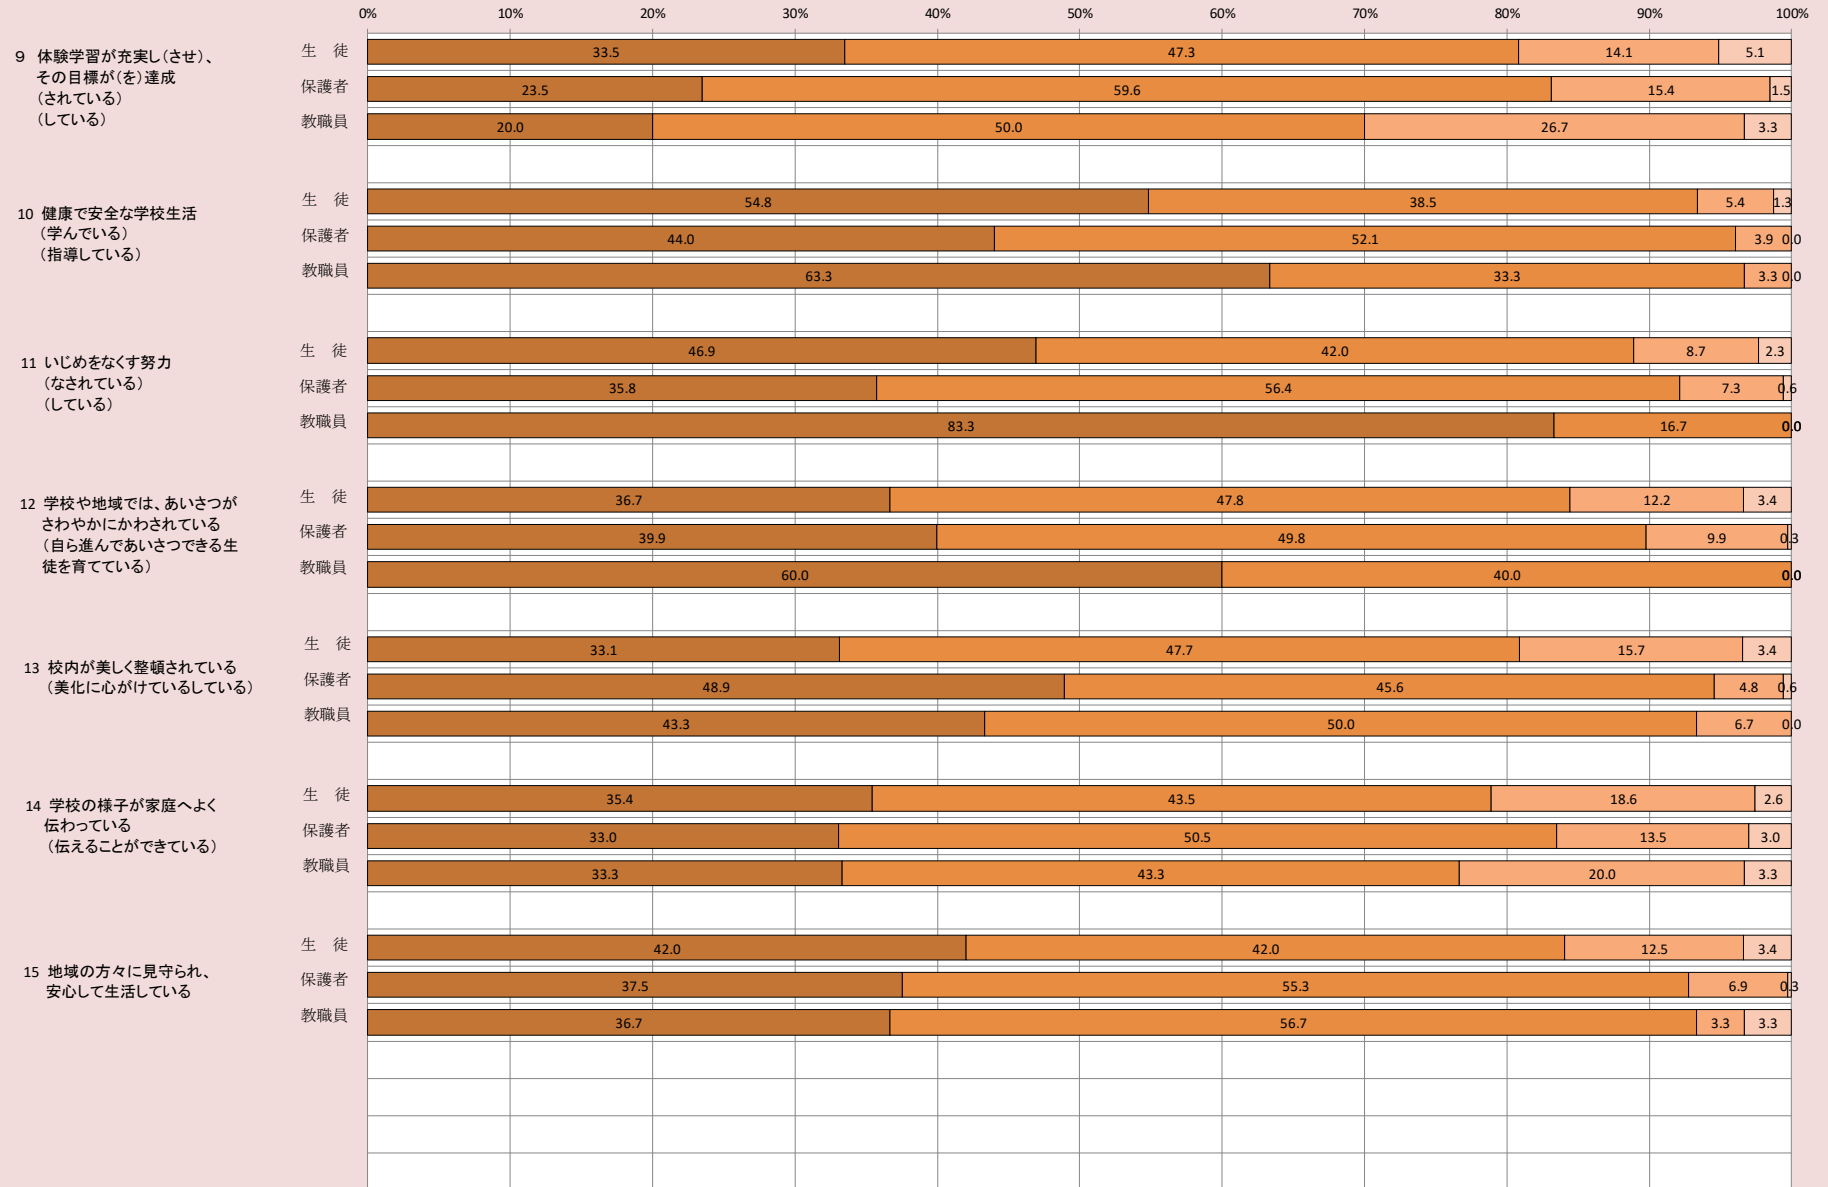 0% 10% 20% 30% 40% 50% 60% 70% 80% 90% 100%
9 体験学習が充実し(させ)、
その目標が(を)達成
(されている)
(している)
生 徒 33.5 47.3 14.1 5.1
保護者 23.5 59.6 15.4 1.5
教職員 20.0 50.0 26.7 3.3
10 健康で安全な学校生活
(学んでいる)
(指導している)
生 徒 54.8 38.5 5.4 1.3
保護者 44.0 52.1 3.9 0.0
教職員 63.3 33.3 3.3 0.0
11 いじめをなくす努力
(なされている)
(している)
生 徒 46.9 42.0 8.7 2.3
保護者 35.8 56.4 7.3 0.6
教職員 83.3 16.7 0.0
12 学校や地域では、あいさつが
さわやかにかわされている
(自ら進んであいさつできる生
徒を育てている)
生 徒 36.7 47.8 12.2 3.4
保護者 39.9 49.8 9.9 0.3
教職員 60.0 40.0 0.0
13 校内が美しく整頓されている
(美化に心がけているしている)
生 徒 33.1 47.7 15.7 3.4
保護者 48.9 45.6 4.8 0.6
教職員 43.3 50.0 6.7 0.0
14 学校の様子が家庭へよく
伝わっている
(伝えることができている)
生 徒 35.4 43.5 18.6 2.6
保護者 33.0 50.5 13.5 3.0
教職員 33.3 43.3 20.0 3.3
15 地域の方々に見守られ、
安心して生活している
生 徒 42.0 42.0 12.5 3.4
保護者 37.5 55.3 6.9 0.3
教職員 36.7 56.7 3.3 3.3